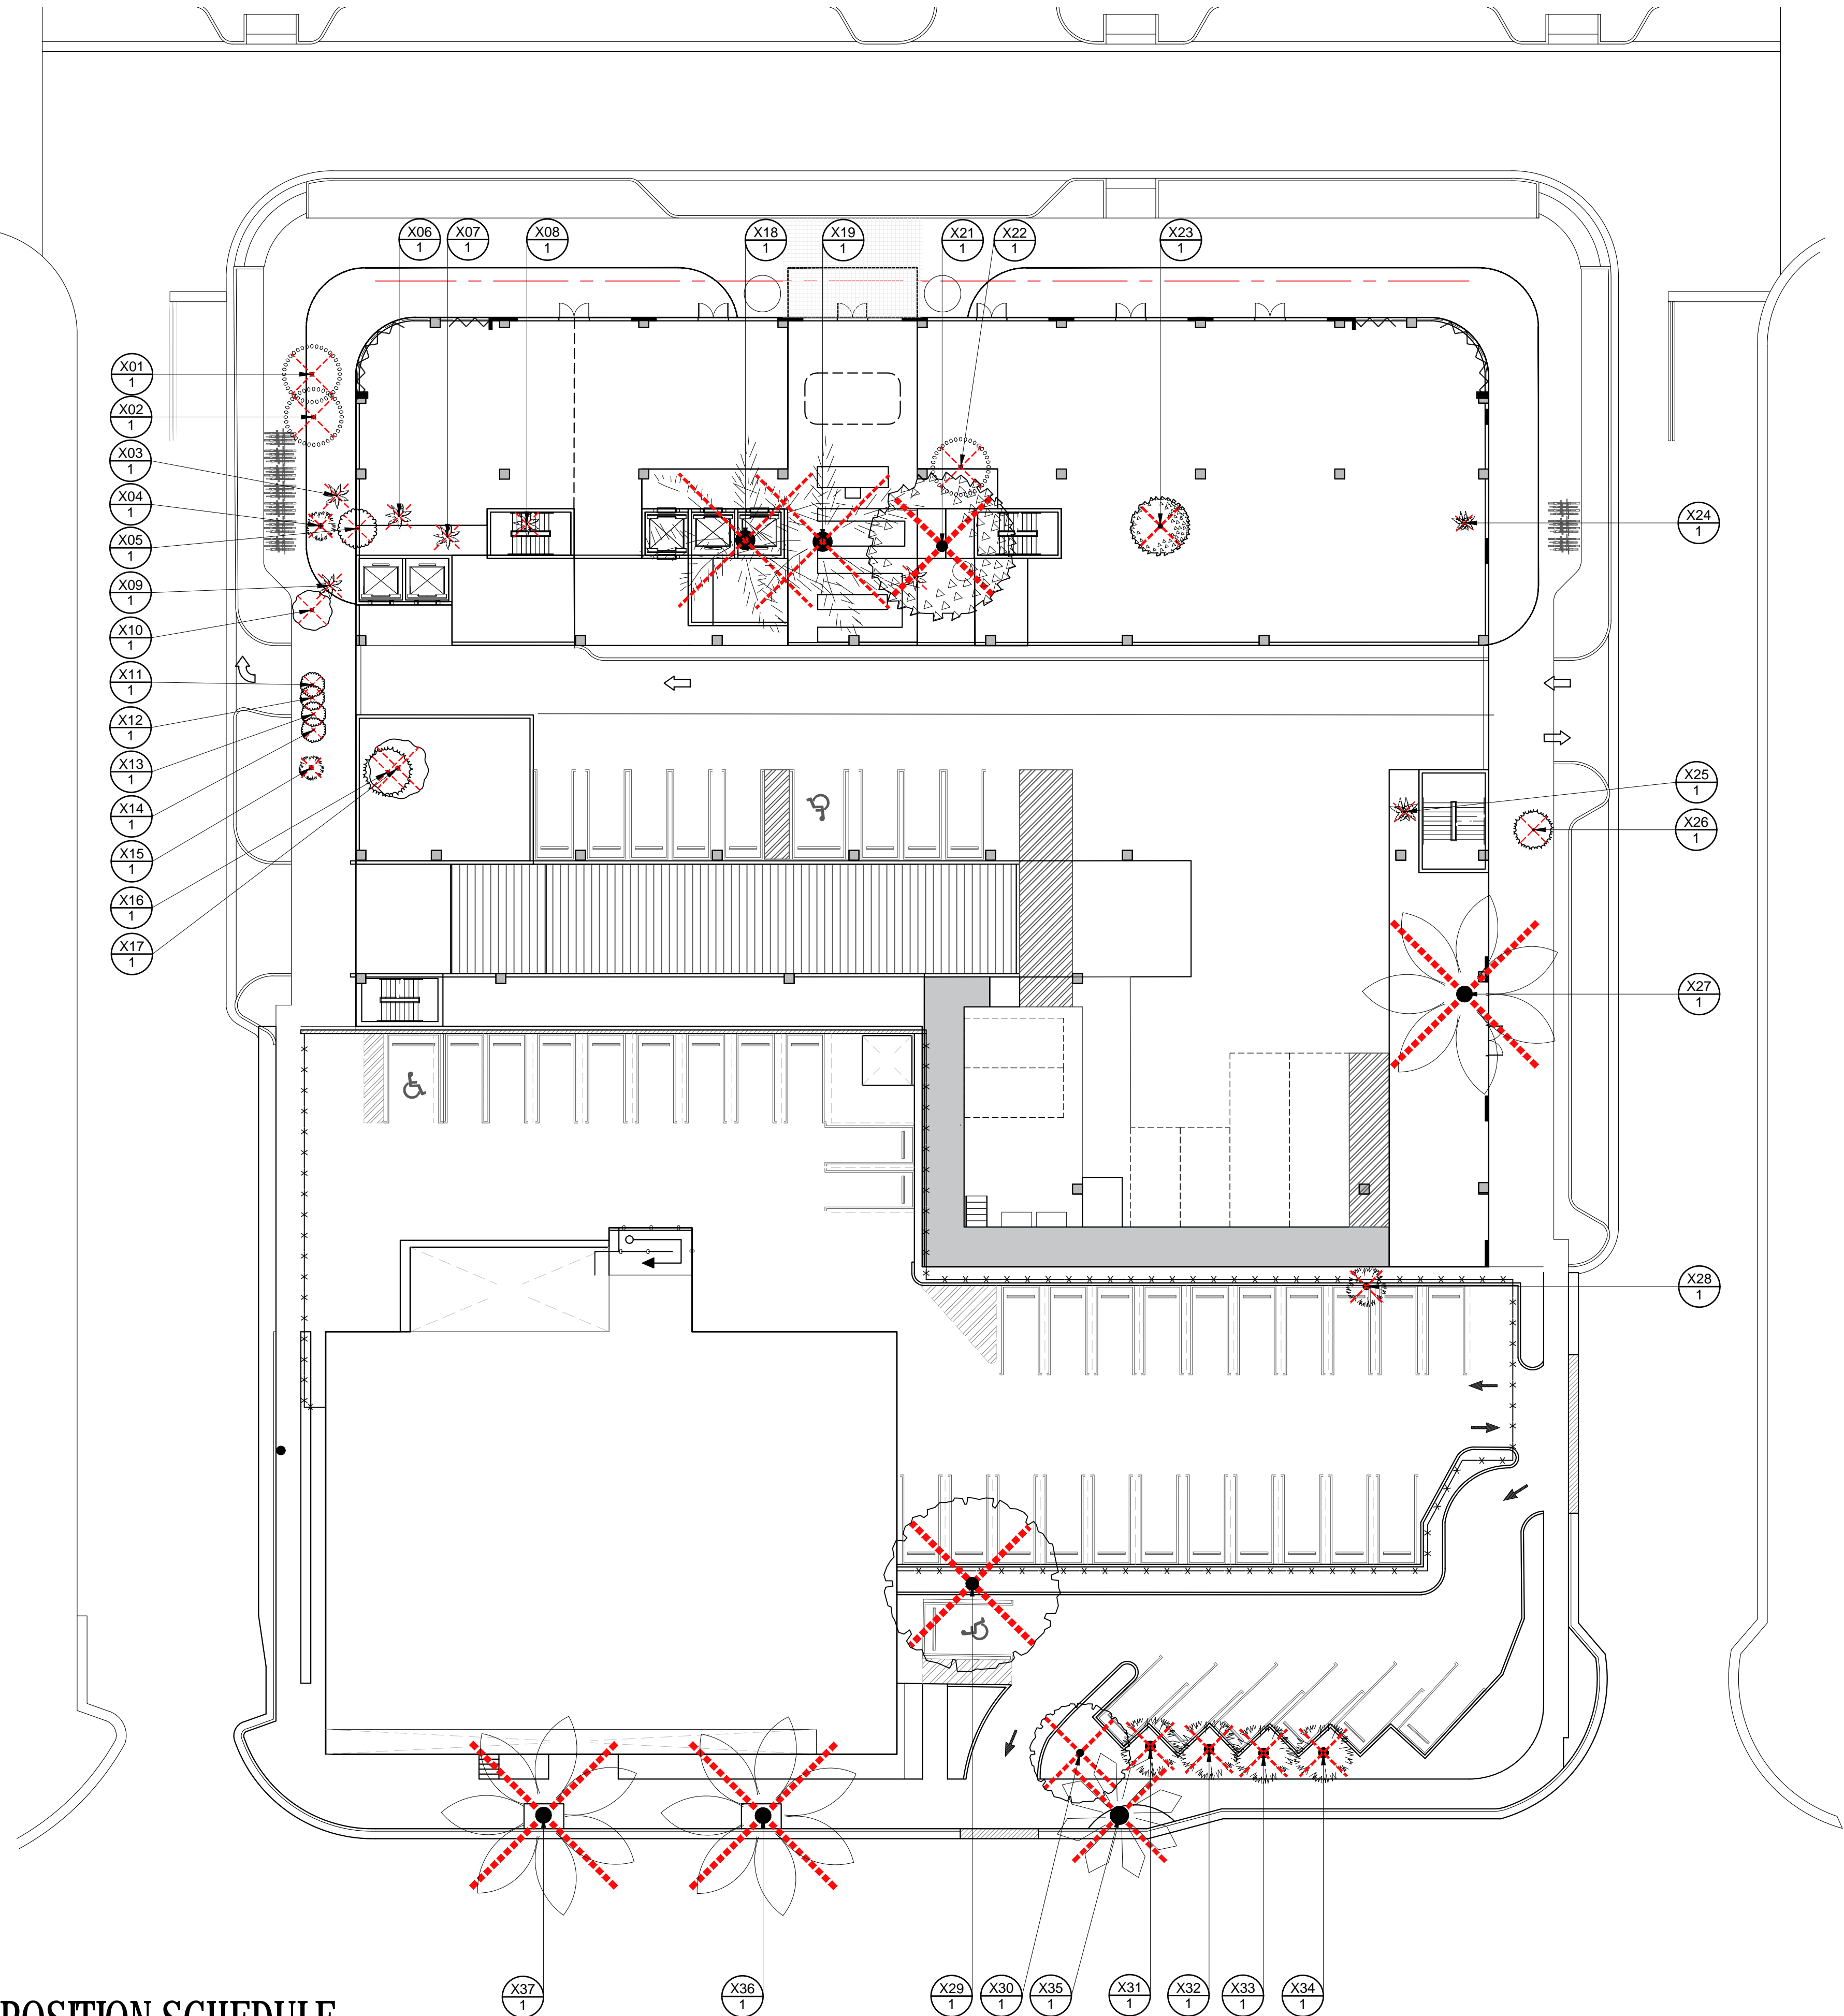 X06
1
X07
1
X08
1
X18
1
X19
1
X21
1
X22
1
X23
1
X01
1
X02
1
X03
1
X04
1
X05
1
X09
1
X10
1
X11
1
X12
1
X13
1
X14
1
X15
1
X16
1
X17
1
X24
1
X25
1
X26
1
X27
1
X28
1
X37
1
X36
1
X29
1
X30
1
X35
1
X31
1
X32
1
X33
1
X34
1
POSITION SCHEDULE